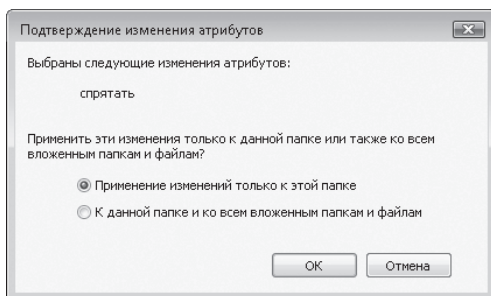 Подтверждение изменения атрибутов
Выбраны следующие изменения атрибутов:
спрятать
Применить эти изменения только к данной папке или также ко всем
вложенным папкам и файлам?
Применение изменений только к этой папке
К данной папке и ко всем вложенным папкам и файлам
ОК
Отмена